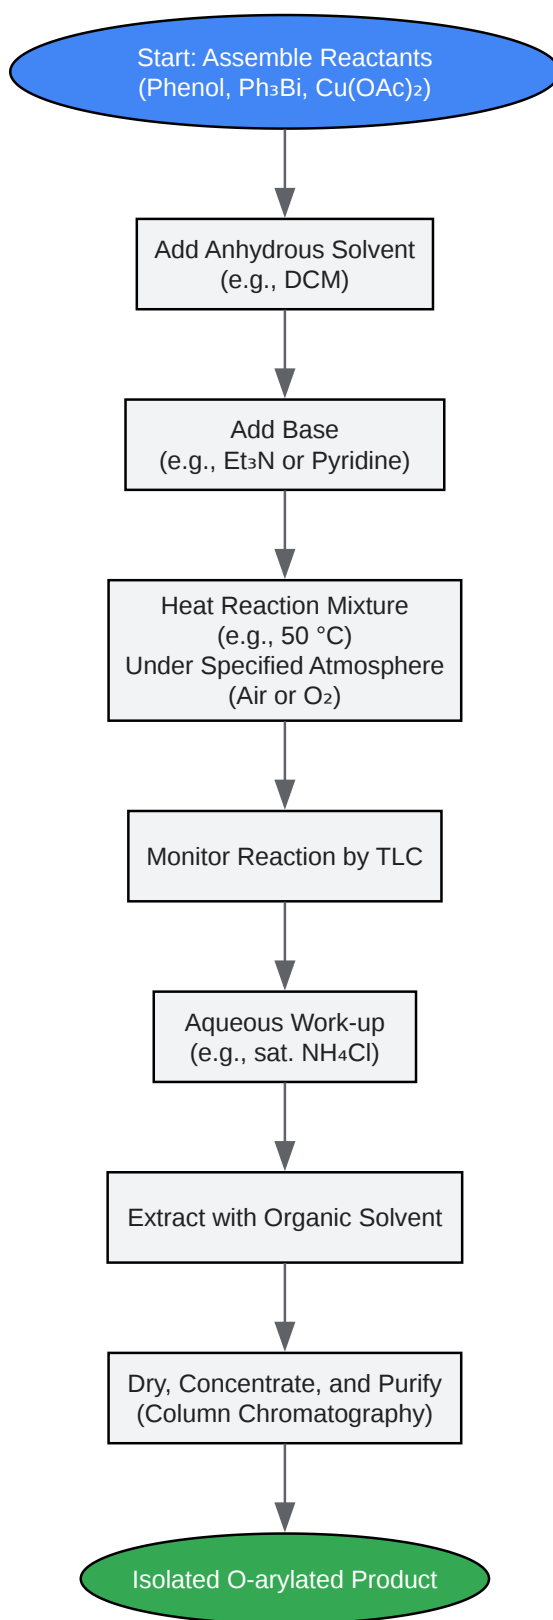 Start: Assemble Reactants
(Phenol, Ph₃Bi, Cu(OAc)₂)
Add Anhydrous Solvent
(e.g., DCM)
Add Base
(e.g., Et₃N or Pyridine)
Heat Reaction Mixture
(e.g., 50 °C)
Under Specified Atmosphere
(Air or O₂)
Monitor Reaction by TLC
Aqueous Work-up
(e.g., sat. NH₄Cl)
Extract with Organic Solvent
Dry, Concentrate, and Purify
(Column Chromatography)
Isolated O-arylated Product